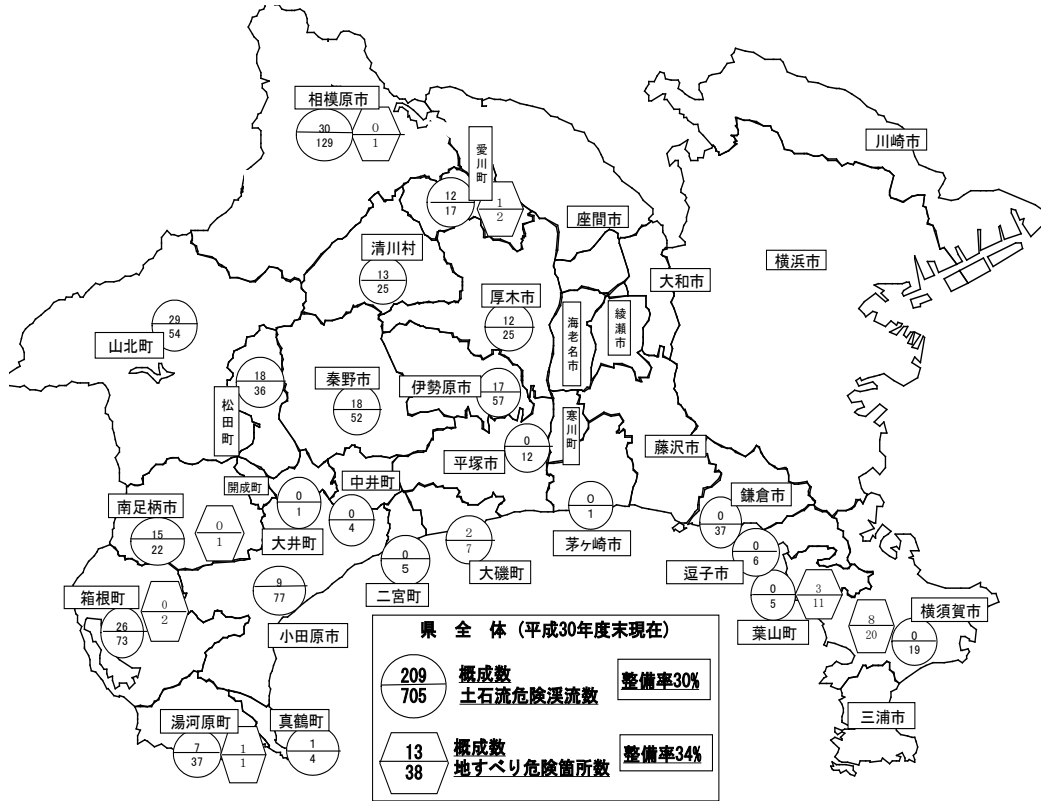 相模原市
30
129
0
1
川崎市
愛川町
12
17
1
2
座間市
清川村
13
25
横浜市
大和市
厚木市
12
25
海老名市
綾瀬市
29
54
山北町
18
36
松田町
秦野市
18
52
伊勢原市
17
57
寒川町
平塚市
0
12
藤沢市
開成町
中井町
鎌倉市
0
37
南足柄市
15
22
0
1
0
1
大井町
0
4
0
5
二宮町
2
7
大磯町
0
1
茅ヶ崎市
0
6
逗子市
箱根町
26
73
0
2
9
77
小田原市
0
5
3
11
葉山町
8
20
横須賀市
0
19
三浦市
湯河原町
7
37
1
1
真鶴町
1
4
県 全 体 (平成30年度末現在)
209 概成数 整備率30%
705 土石流危険渓流数
13 概成数 整備率34%
38 地すべり危険箇所数